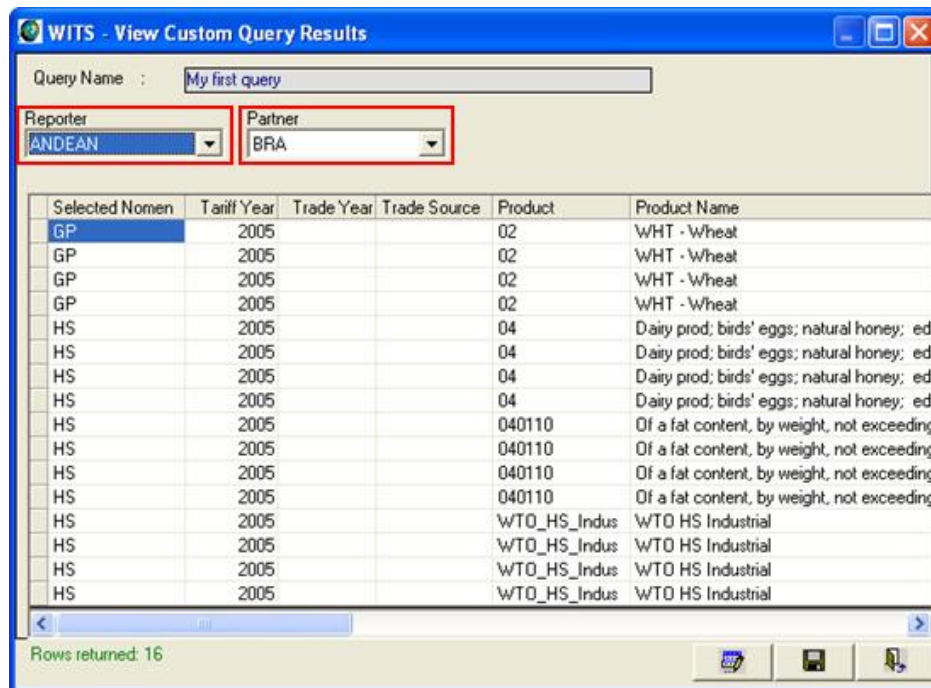 WITS - View Custom Query Results
Query Name : My first query
Reporter Partner
ANDEAN BRA
Selected Nomen Tariff Year Trade Year Trade Source Product Product Name
GP 2005 02 WHT - Wheat
GP 2005 02 WHT - Wheat
GP 2005 02 WHT - Wheat
GP 2005 02 WHT - Wheat
HS 2005 04 Dairy prod; birds' eggs; natural honey; ed
HS 2005 04 Dairy prod; birds' eggs; natural honey; ed
HS 2005 04 Dairy prod; birds' eggs; natural honey; ed
HS 2005 04 Dairy prod; birds' eggs; natural honey; ed
HS 2005 040110 Of a fat content, by weight, not exceeding
HS 2005 040110 Of a fat content, by weight, not exceeding
HS 2005 040110 Of a fat content, by weight, not exceeding
HS 2005 040110 Of a fat content, by weight, not exceeding
HS 2005 WTO_HS_Indus WTO HS Industrial
HS 2005 WTO_HS_Indus WTO HS Industrial
HS 2005 WTO_HS_Indus WTO HS Industrial
HS 2005 WTO_HS_Indus WTO HS Industrial
Rows returned: 16